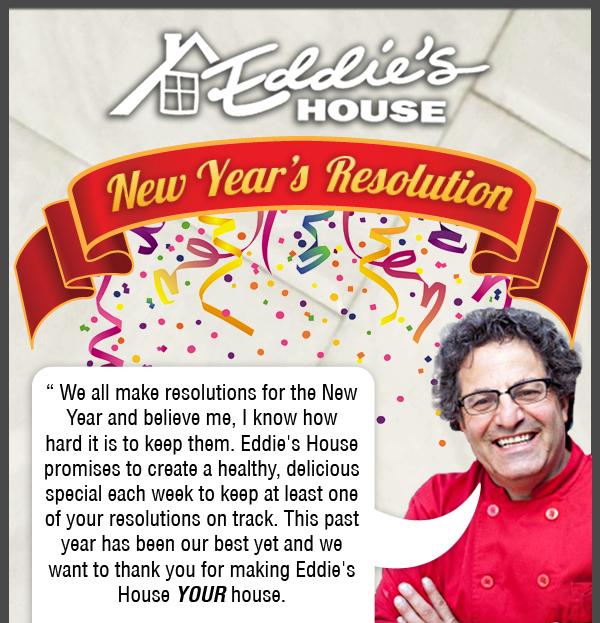 Eddie's
HOUSE
New Year's Resolution
“ We all make resolutions for the New
Year and believe me, I know how
hard it is to keep them. Eddie's House
promises to create a healthy, delicious
special each week to keep at least one
of your resolutions on track. This past
year has been our best yet and we
want to thank you for making Eddie's
House YOUR house.